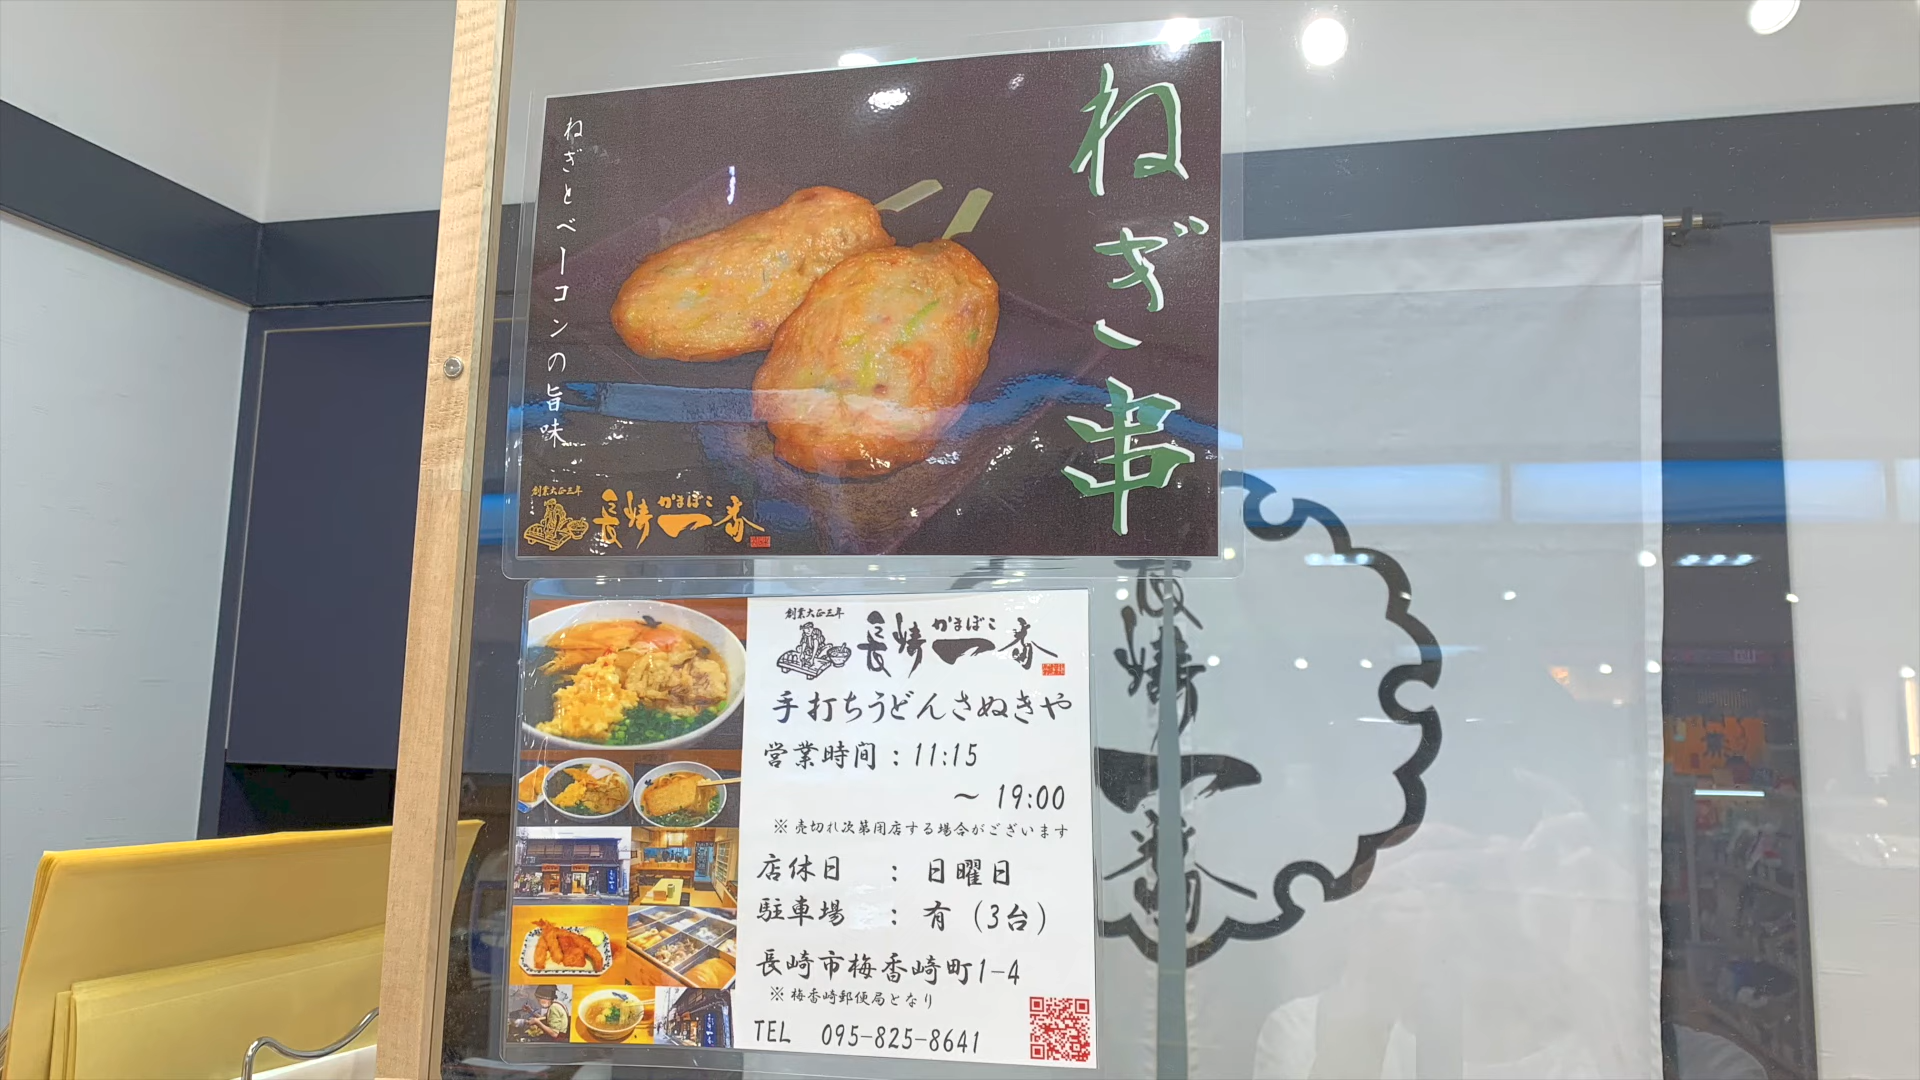 ねぎ串
ねぎとベーコンの旨味
創業大正三年
かまぼこ
長崎一番
創業大正三年
かまぼこ
長崎一番
手打ちうどんさぬきや
営業時間：11:15
～ 19:00
※ 売切れ次第閉店する場合がございます
店休日 ： 日曜日
駐車場 ： 有（3台）
長崎市梅香崎町1-4
※ 梅香崎郵便局となり
TEL 095-825-8641
崎一番